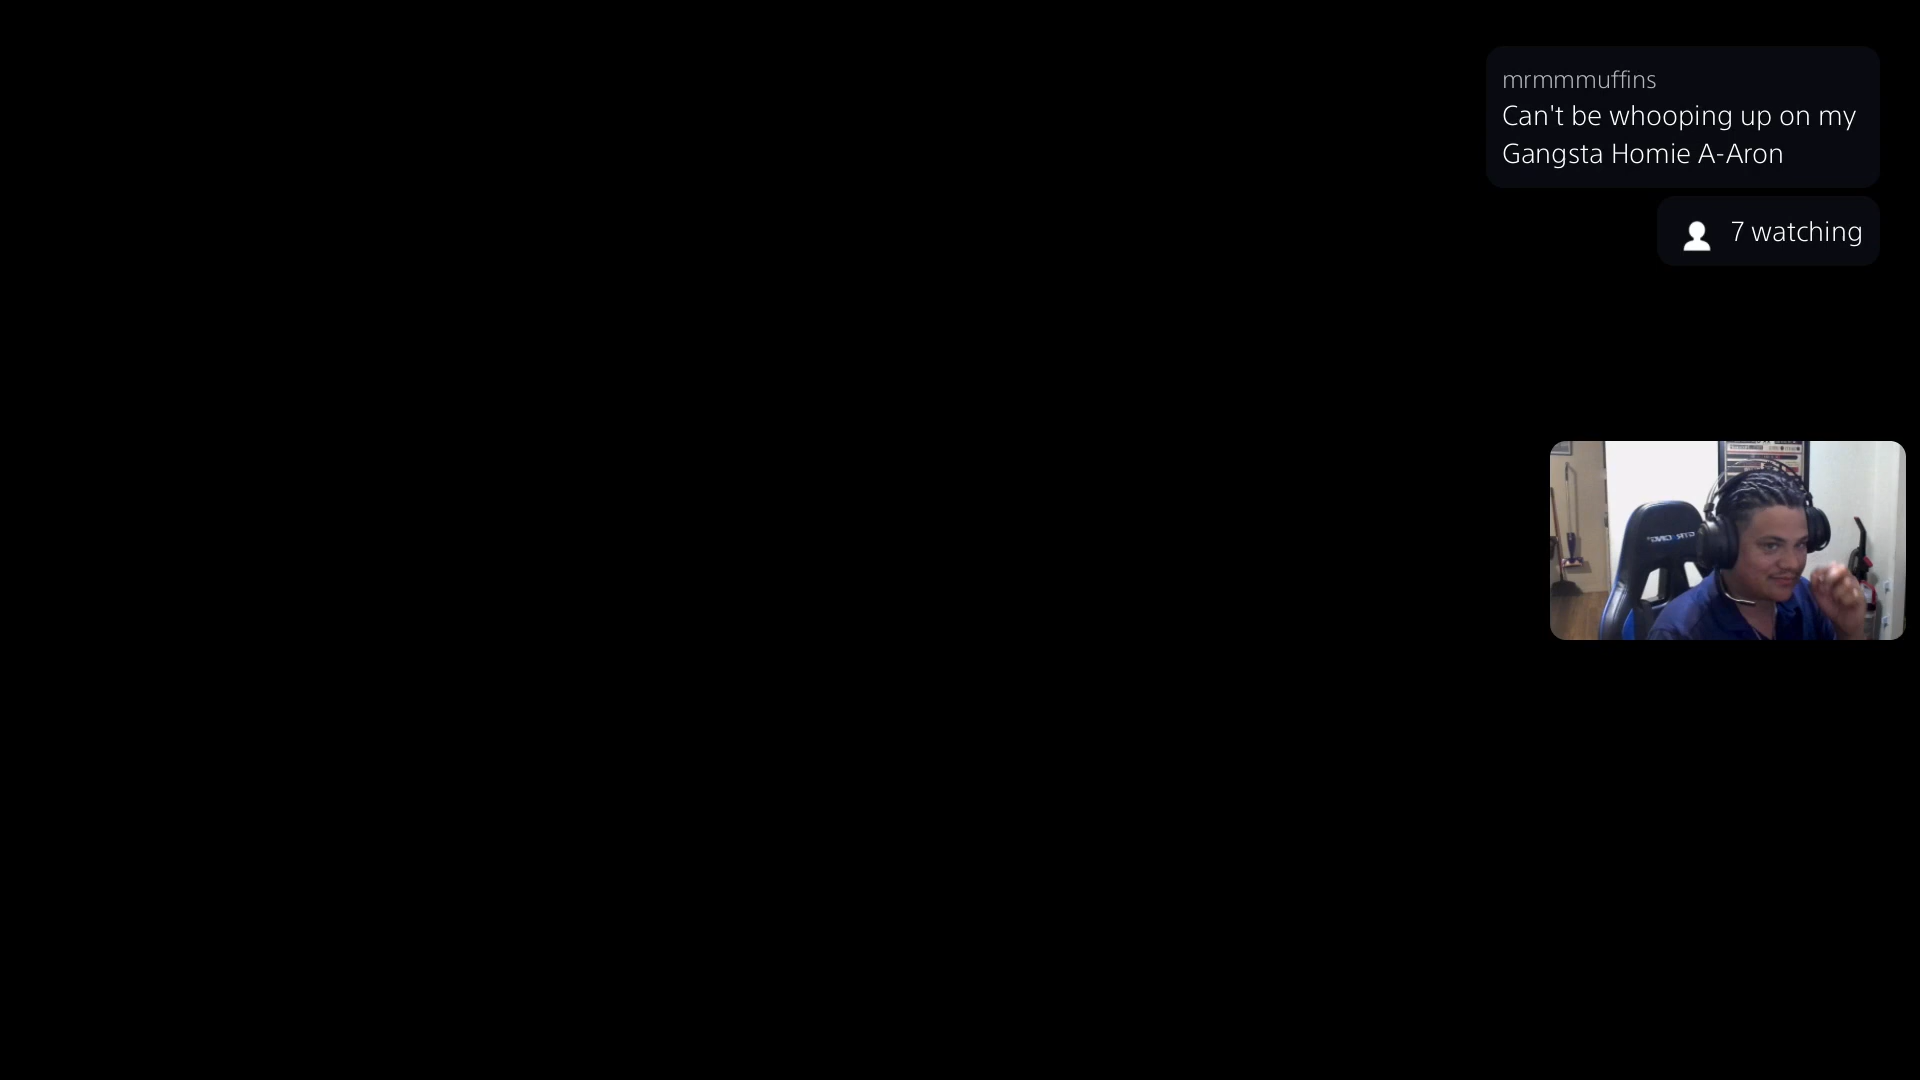 mrmmmuffins
Can't be whooping up on my
Gangsta Homie A-Aron
7 watching